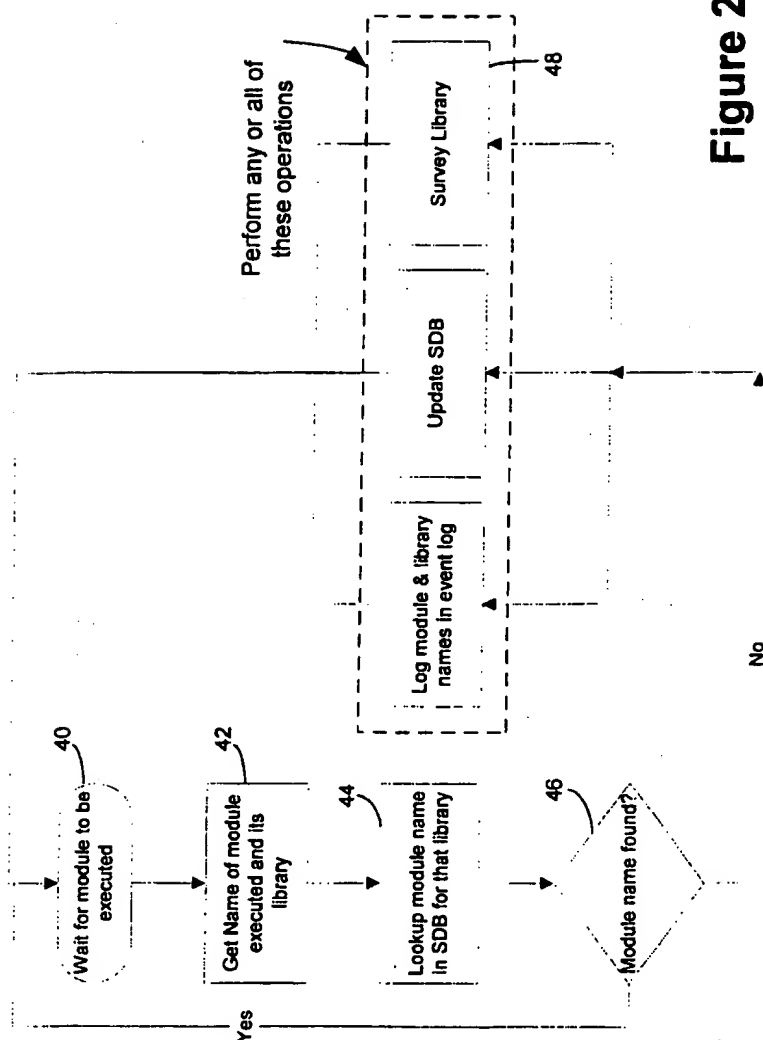 40
Wait for module to be
executed
42
Get Name of module
executed and its
library
44
Lookup module name
in SDB for that library
46
Module name found?
Yes
No
Perform any or all of
these operations
Log module & library
names in event log
Update SDB
Survey Library
48
Figure 2